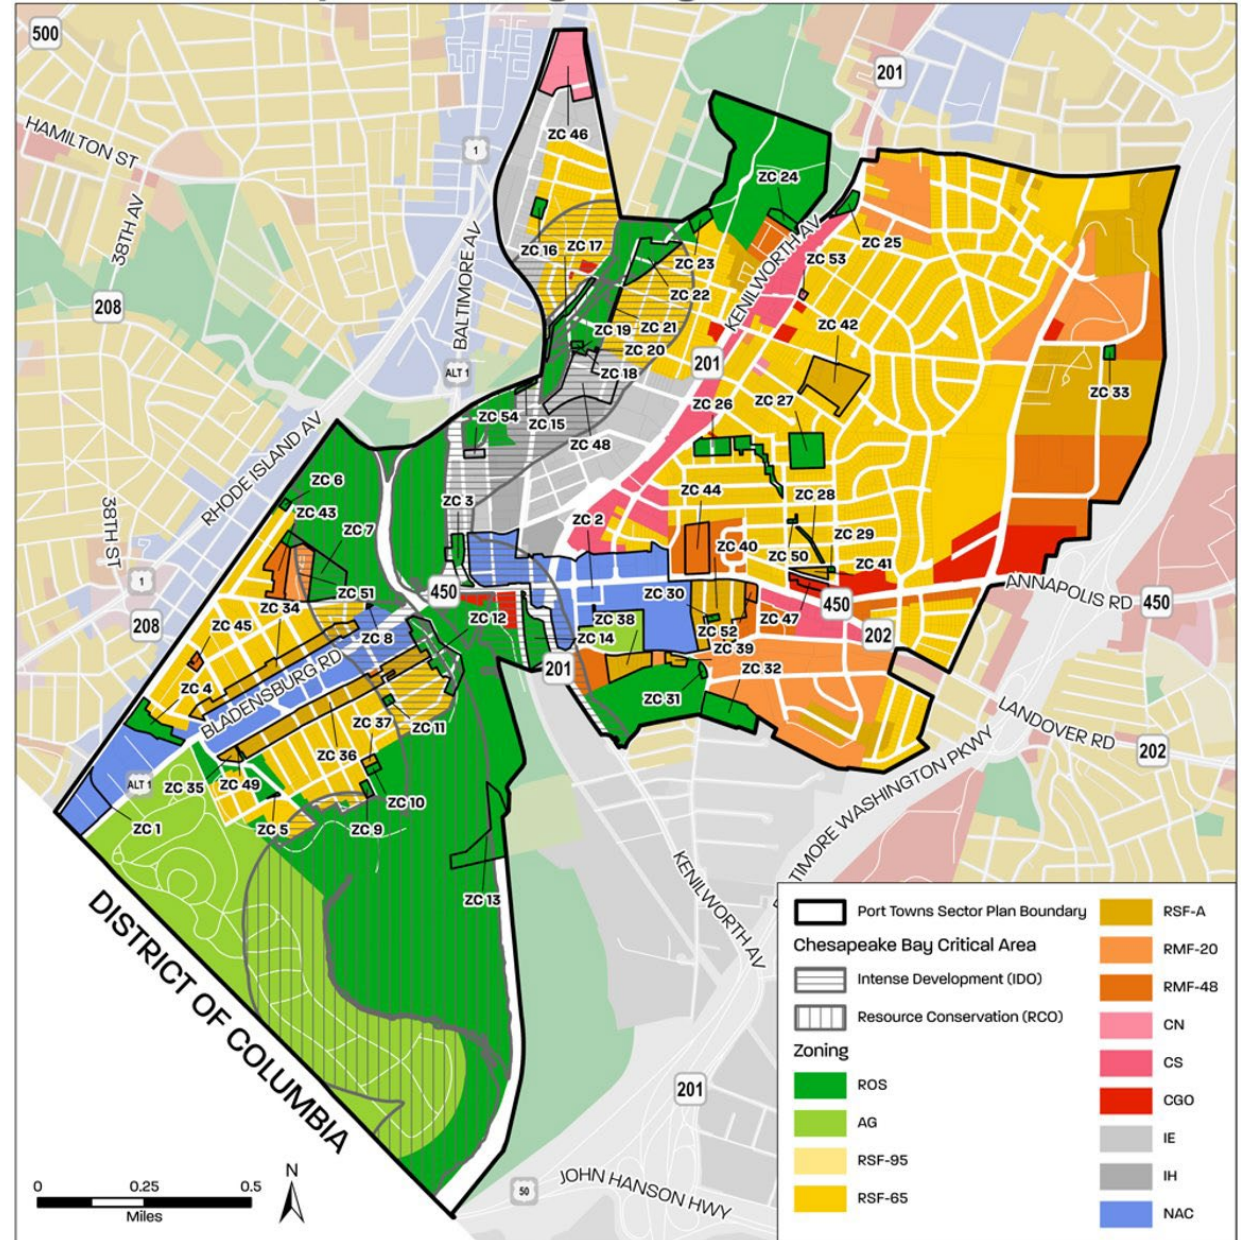 500
201
HAMILTON ST
ZC 46
1
ZC 24
38TH AV
BALTIMORE AV
ZC 16
ZC 17
ZC 25
ZC 23
ZC 53
KENILWORTH AV
208
ZC 22
ZC 19
ZC 21
ZC 42
ZC 20
201
ALT 1
ZC 18
ZC 33
ZC 26
ZC 27
ZC 54
ZC 15
ZC 48
RHODE ISLAND AV
ZC 6
ZC 44
ZC 28
ZC 3
ZC 43
ZC 2
38TH ST
ZC 7
ZC 29
ZC 40
ZC 50
ZC 41
1
ANNAPOLIS RD
450
ZC 51
450
ZC 30
450
ZC 34
208
ZC 45
ZC 8
ZC 12
ZC 38
ZC 47
ZC 14
ZC 52
202
ZC 39
201
ZC 32
ZC 4
BLADENSBURG RD
ZC 31
LANDOVER RD
ZC 37
ZC 11
202
ZC 36
ALT 1
ZC 35
ZC 49
ZC 10
ZC 1
ZC 5
ZC 9
TIMORE WASHINGTON PKWY
KENILWORTH AV
ZC 13
DISTRICT OF COLUMBIA
201
JOHN HANSON HWY
50
N
0
0.25
0.5
Miles
Port Towns Sector Plan Boundary
Chesapeake Bay Critical Area
Intense Development (IDO)
Resource Conservation (RCO)
Zoning
ROS
AG
RSF-95
RSF-65
RSF-A
RMF-20
RMF-48
CN
CS
CGO
IE
IH
NAC